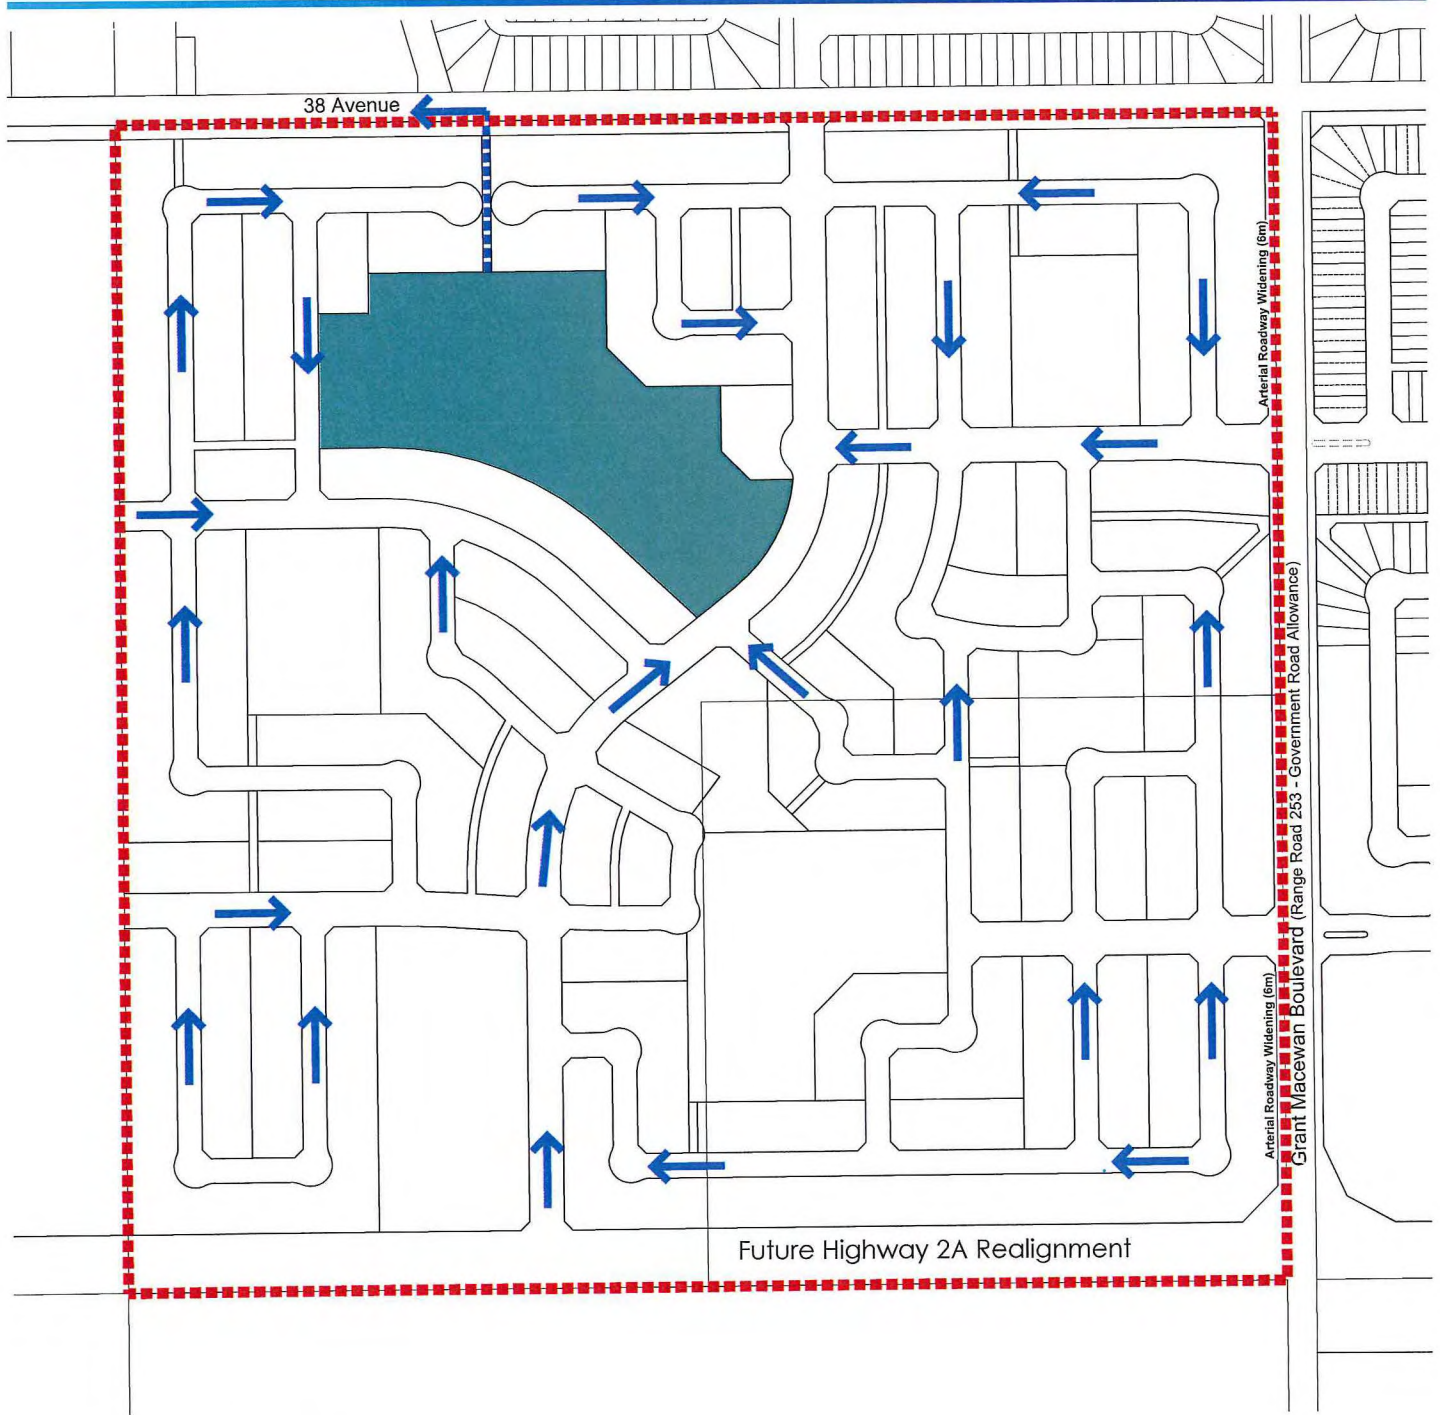 38 Avenue
Arterial Roadway Widening (6m)
Grant Macewan Boulevard (Range Road 253 - Government Road Allowance)
Arterial Roadway Widening (6m)
Future Highway 2A Realignment